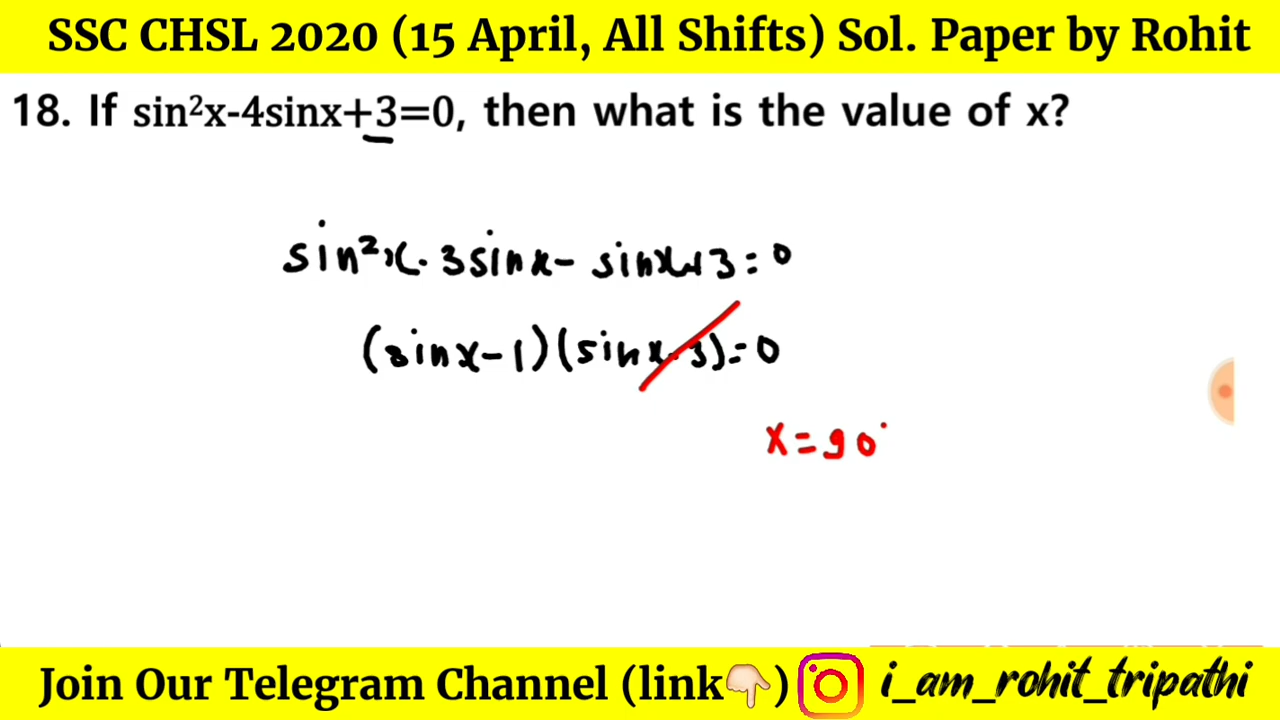 SSC CHSL 2020 (15 April, All Shifts) Sol. Paper by Rohit
18. If sin²x-4sinx+3=0, then what is the value of x?
sin²x - 3sinx - sinx+3=0
(sinx-1)(sinx-3)=0
x=90°
Join Our Telegram Channel (link👇🏻) i_am_rohit_tripathi